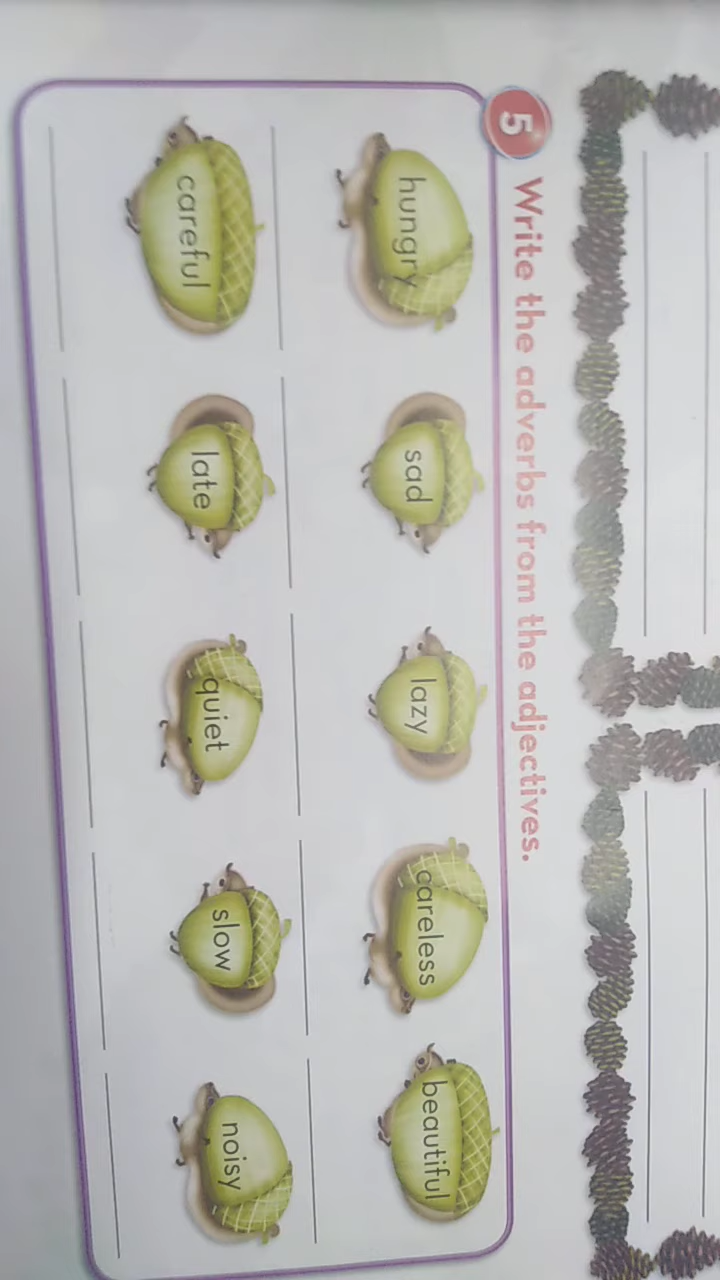 5 Write the adverbs from the adjectives.
hungry sad lazy careless beautiful
careful late quiet slow noisy